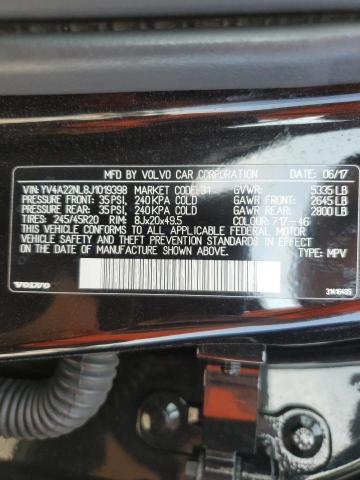 MFD BY VOLVO CAR CORPORATION DATE: 06/17
VIN: YV4A22NL8J1019398 MARKET CODE: 31 GVWR: 5335 LB
PRESSURE FRONT: 35 PSI, 240 KPA COLD GAWR FRONT: 2645 LB
PRESSURE REAR: 35 PSI, 240 KPA COLD GAWR REAR: 2800 LB
TIRES: 245/45R20 RIM: 8Jx20x49.5 COLOUR: 717-46
THIS VEHICLE CONFORMS TO ALL APPLICABLE FEDERAL MOTOR
VEHICLE SAFETY, BUMPER, AND THEFT PREVENTION STANDARDS IN
EFFECT ON THE DATE OF MANUFACTURE SHOWN ABOVE.
TYPE: MPV
VOLVO
31416485